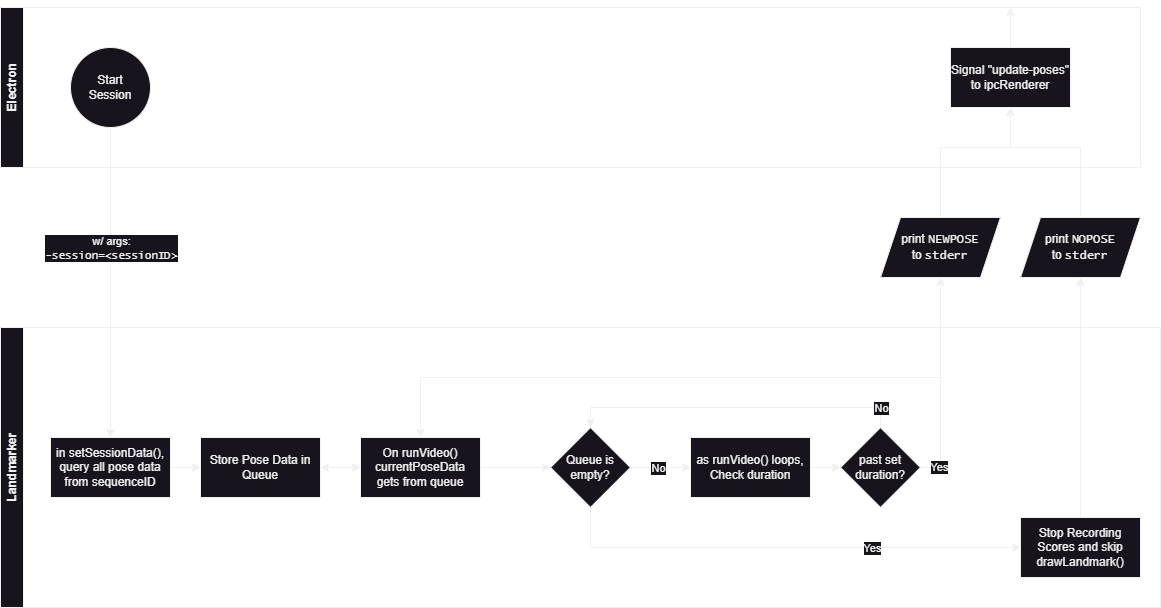 Electron
Start
Session
Signal "update-poses"
to ipcRenderer
w/ args:
-session=<sessionID>
print NEWPOSE
to stderr
print NOPOSE
to stderr
Landmarker
in setSessionData(),
query all pose data
from sequenceID
Store Pose Data in
Queue
On runVideo()
currentPoseData
gets from queue
Queue is
empty?
No
as runVideo() loops,
Check duration
No
past set
duration?
Yes
Yes
Stop Recording
Scores and skip
drawLandmark()